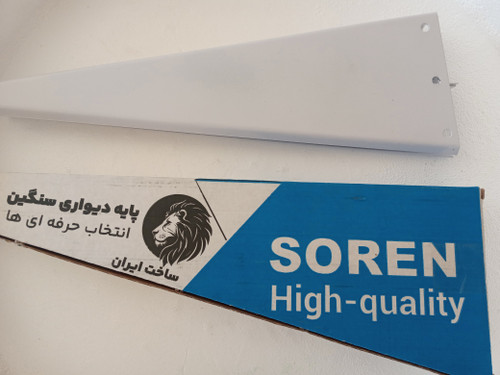 پایه دیواری سنگین
انتخاب حرفه ای ها
ساخت ایران
SOREN
High-quality